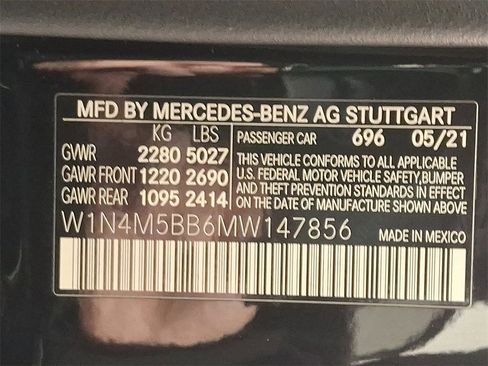 MFD BY MERCEDES-BENZ AG STUTTGART
KG LBS PASSENGER CAR 696 05/21
GVWR 2280 5027
GAWR FRONT 1220 2690
GAWR REAR 1095 2414
THIS VEHICLE CONFORMS TO ALL APPLICABLE
U.S. FEDERAL MOTOR VEHICLE SAFETY,BUMPER
AND THEFT PREVENTION STANDARDS IN EFFECT
ON THE DATE OF MANUFACTURE SHOWN ABOVE
W1N4M5BB6MW147856 MADE IN MEXICO